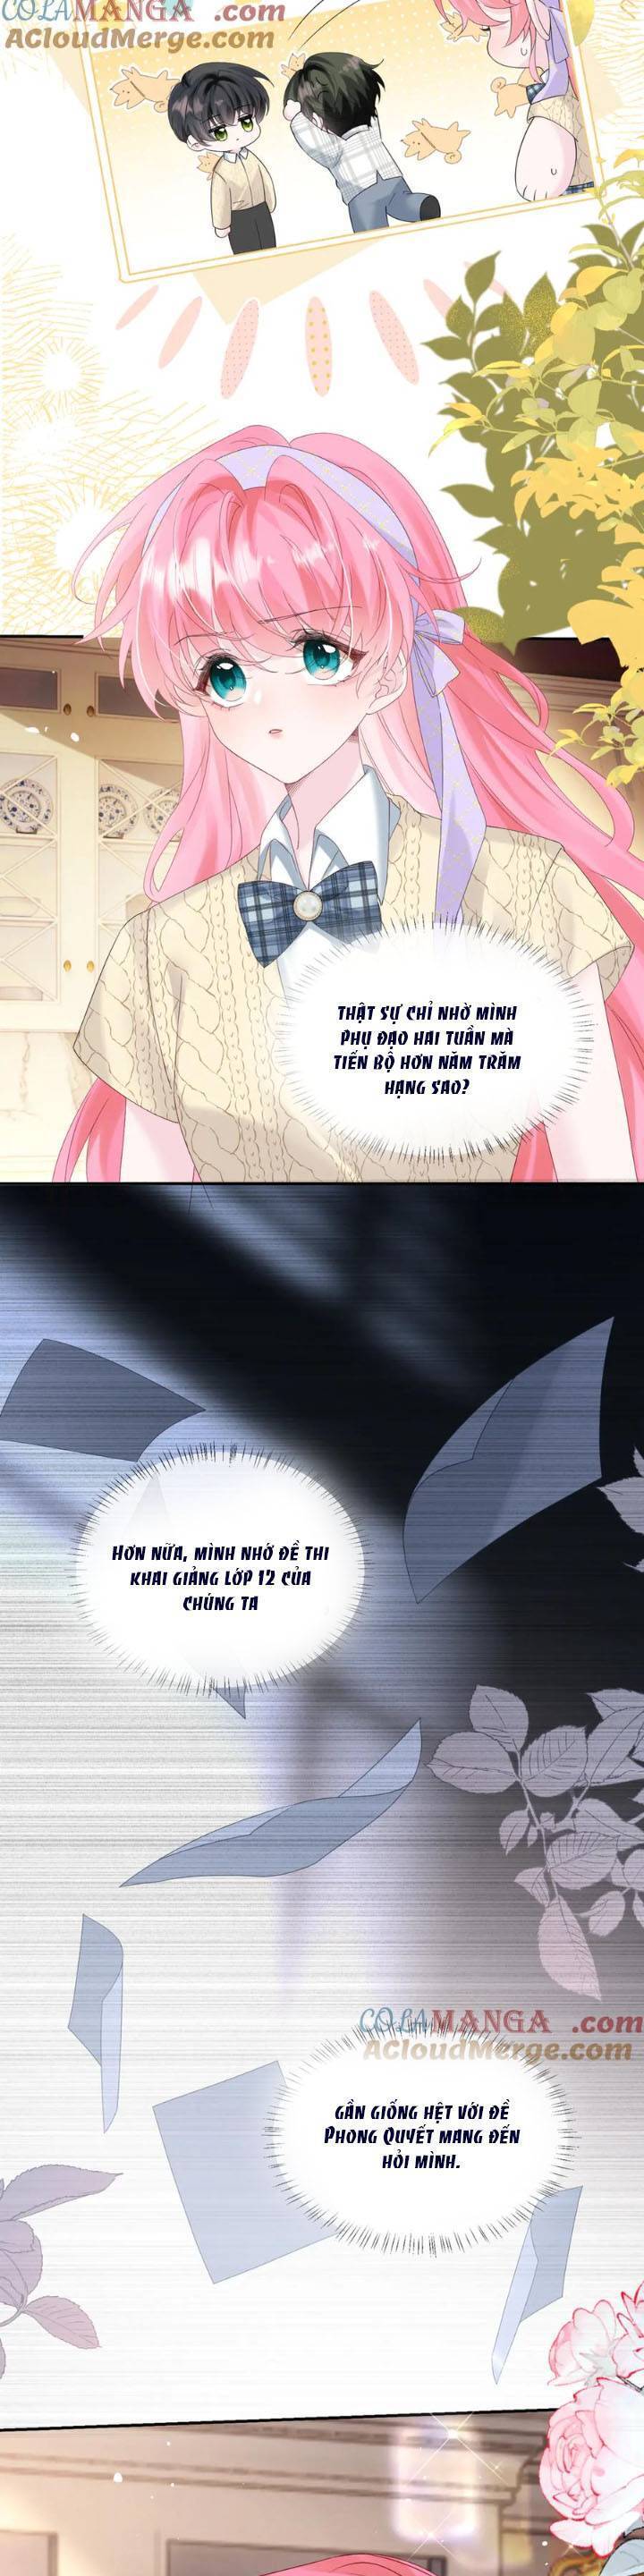 COLAMANGA.com
AcloudMerge.com
THẬT SỰ CHỈ NHỜ MÌNH
PHỤ ĐẠO HAI TUẦN MÀ
TIẾN BỘ HƠN NĂM TRĂM
HẠNG SAO?
HƠN NỮA, MÌNH NHỚ ĐỀ THI
KHAI GIẢNG LỚP 12 CỦA
CHÚNG TA
COLAMANGA.com
AcloudMerge.com
GẦN GIỐNG HỆT VỚI ĐỀ
PHONG QUYẾT MANG ĐẾN
HỎI MÌNH.